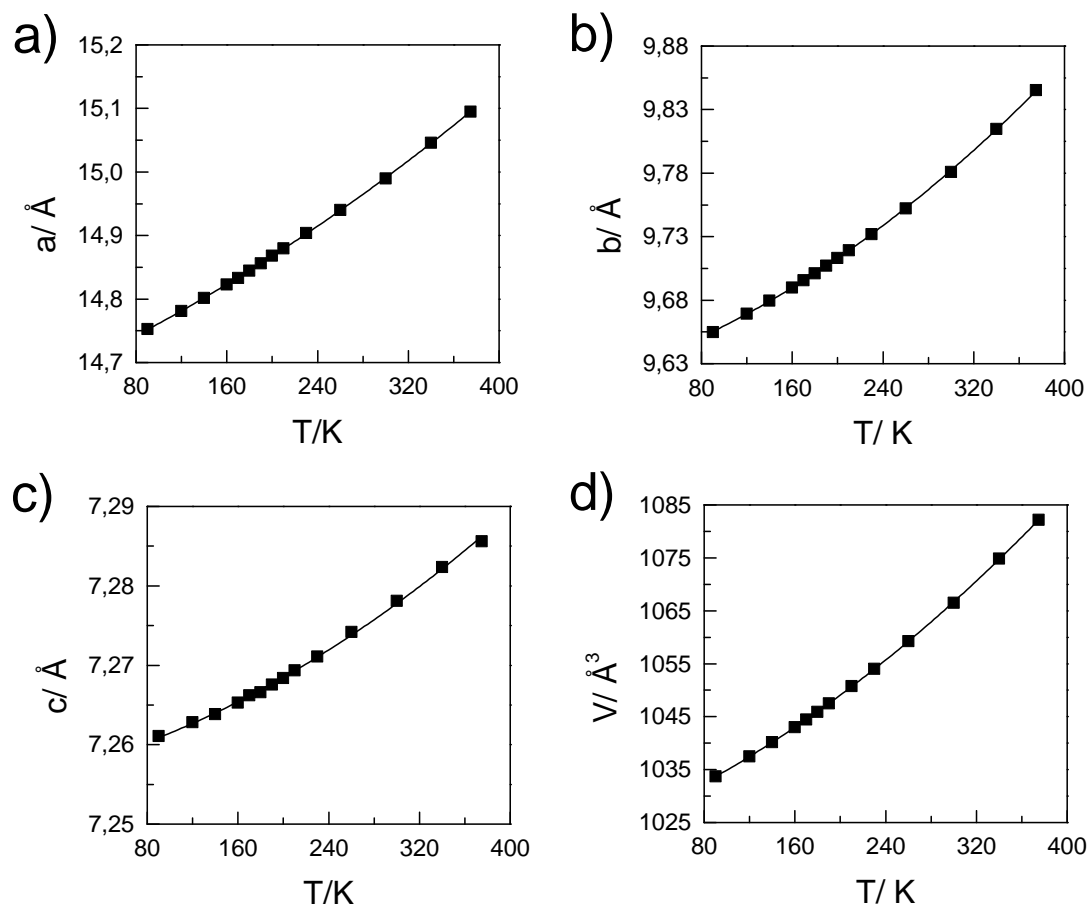 a)
15,2
15,1
15,0
14,9
14,8
14,7
a/ Å
80 160 240 320 400
T/K
b)
9,88
9,83
9,78
9,73
9,68
9,63
b/ Å
80 160 240 320 400
T/ K
c)
7,29
7,28
7,27
7,26
7,25
c/ Å
80 160 240 320 400
T/K
d)
1085
1075
1065
1055
1045
1035
1025
V/ Å³
80 160 240 320 400
T/ K